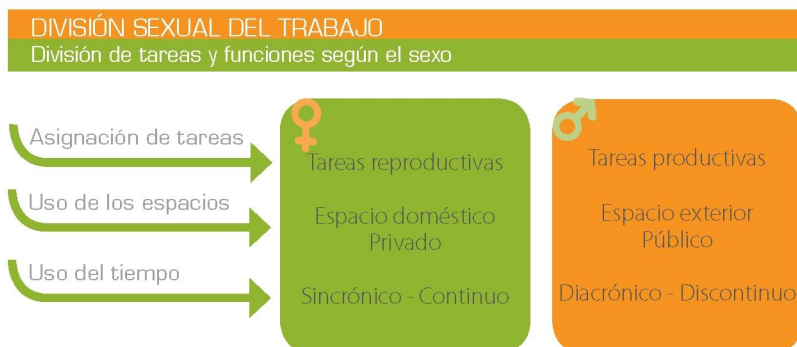 DIVISIÓN SEXUAL DEL TRABAJO
División de tareas y funciones según el sexo
Asignación de tareas
Tareas reproductivas
Tareas productivas
Uso de los espacios
Espacio doméstico
Privado
Espacio exterior
Público
Uso del tiempo
Sincrónico - Continuo
Diacrónico - Discontinuo